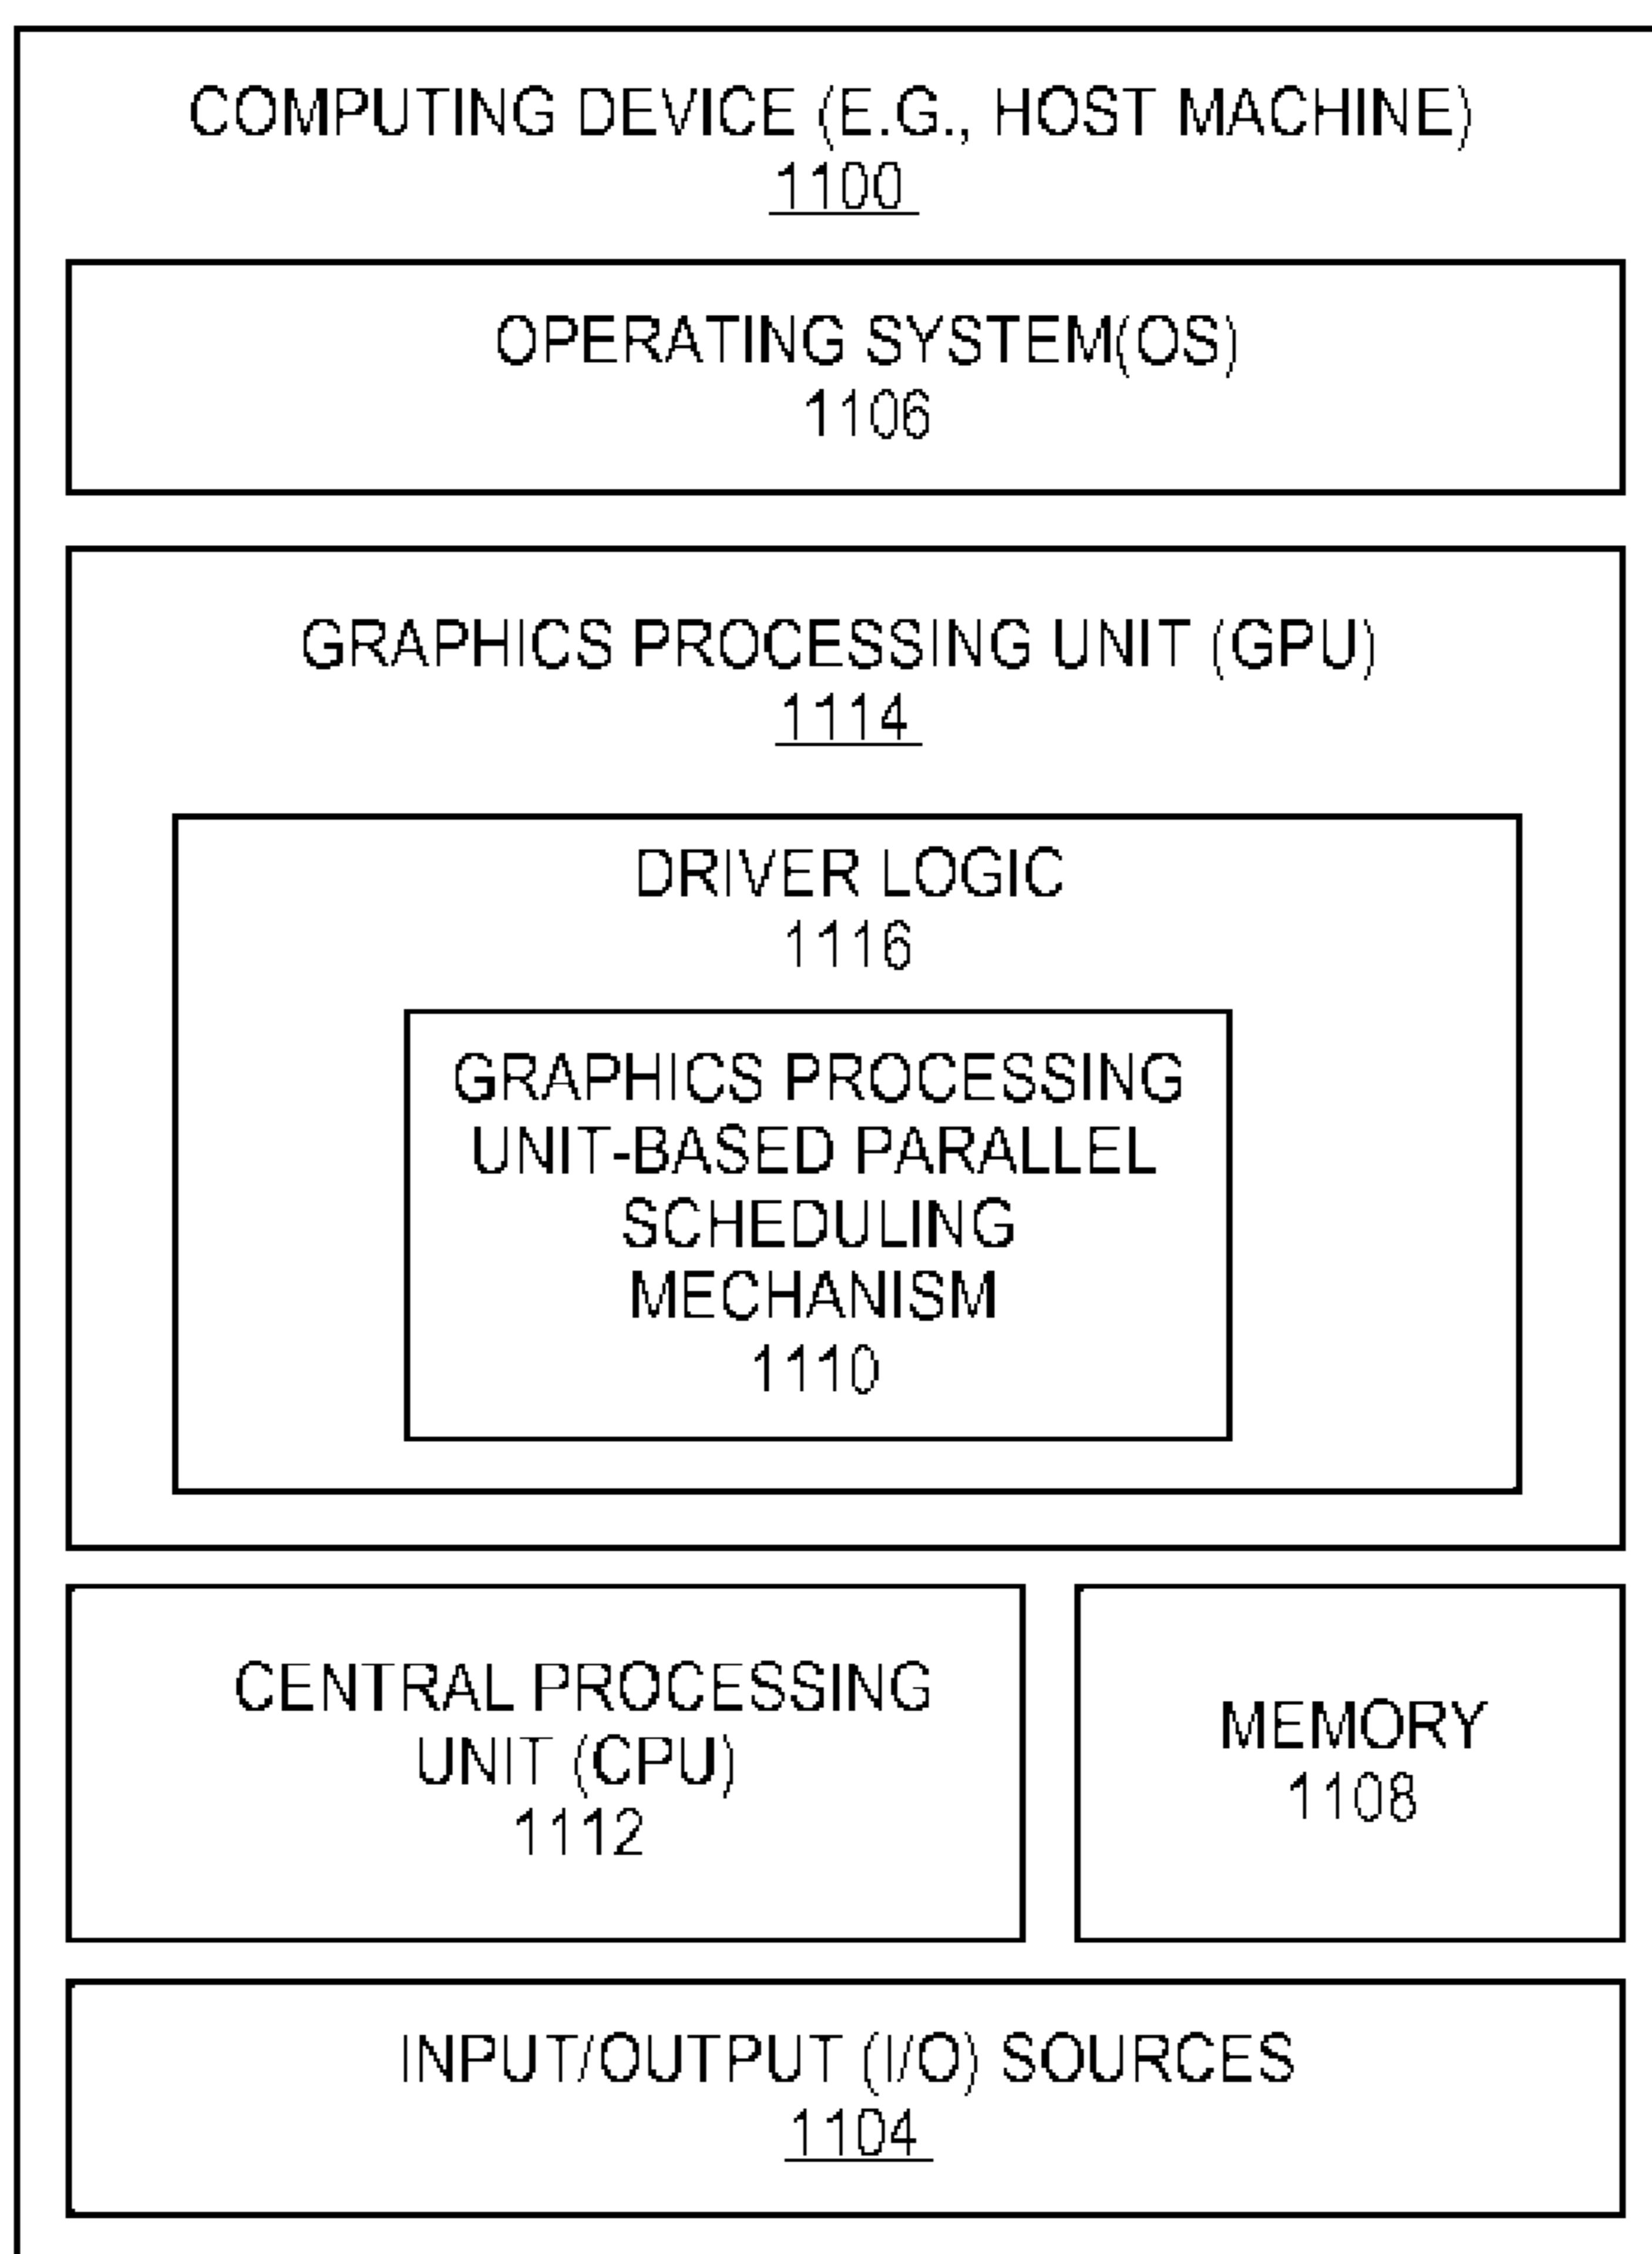 COMPUTING DEVICE (E.G., HOST MACHINE)
1100
OPERATING SYSTEM(OS)
1106
GRAPHICS PROCESSING UNIT (GPU)
1114
DRIVER LOGIC
1116
GRAPHICS PROCESSING
UNIT-BASED PARALLEL
SCHEDULING
MECHANISM
1110
CENTRAL PROCESSING
UNIT (CPU)
1112
MEMORY
1108
INPUT/OUTPUT (I/O) SOURCES
1104